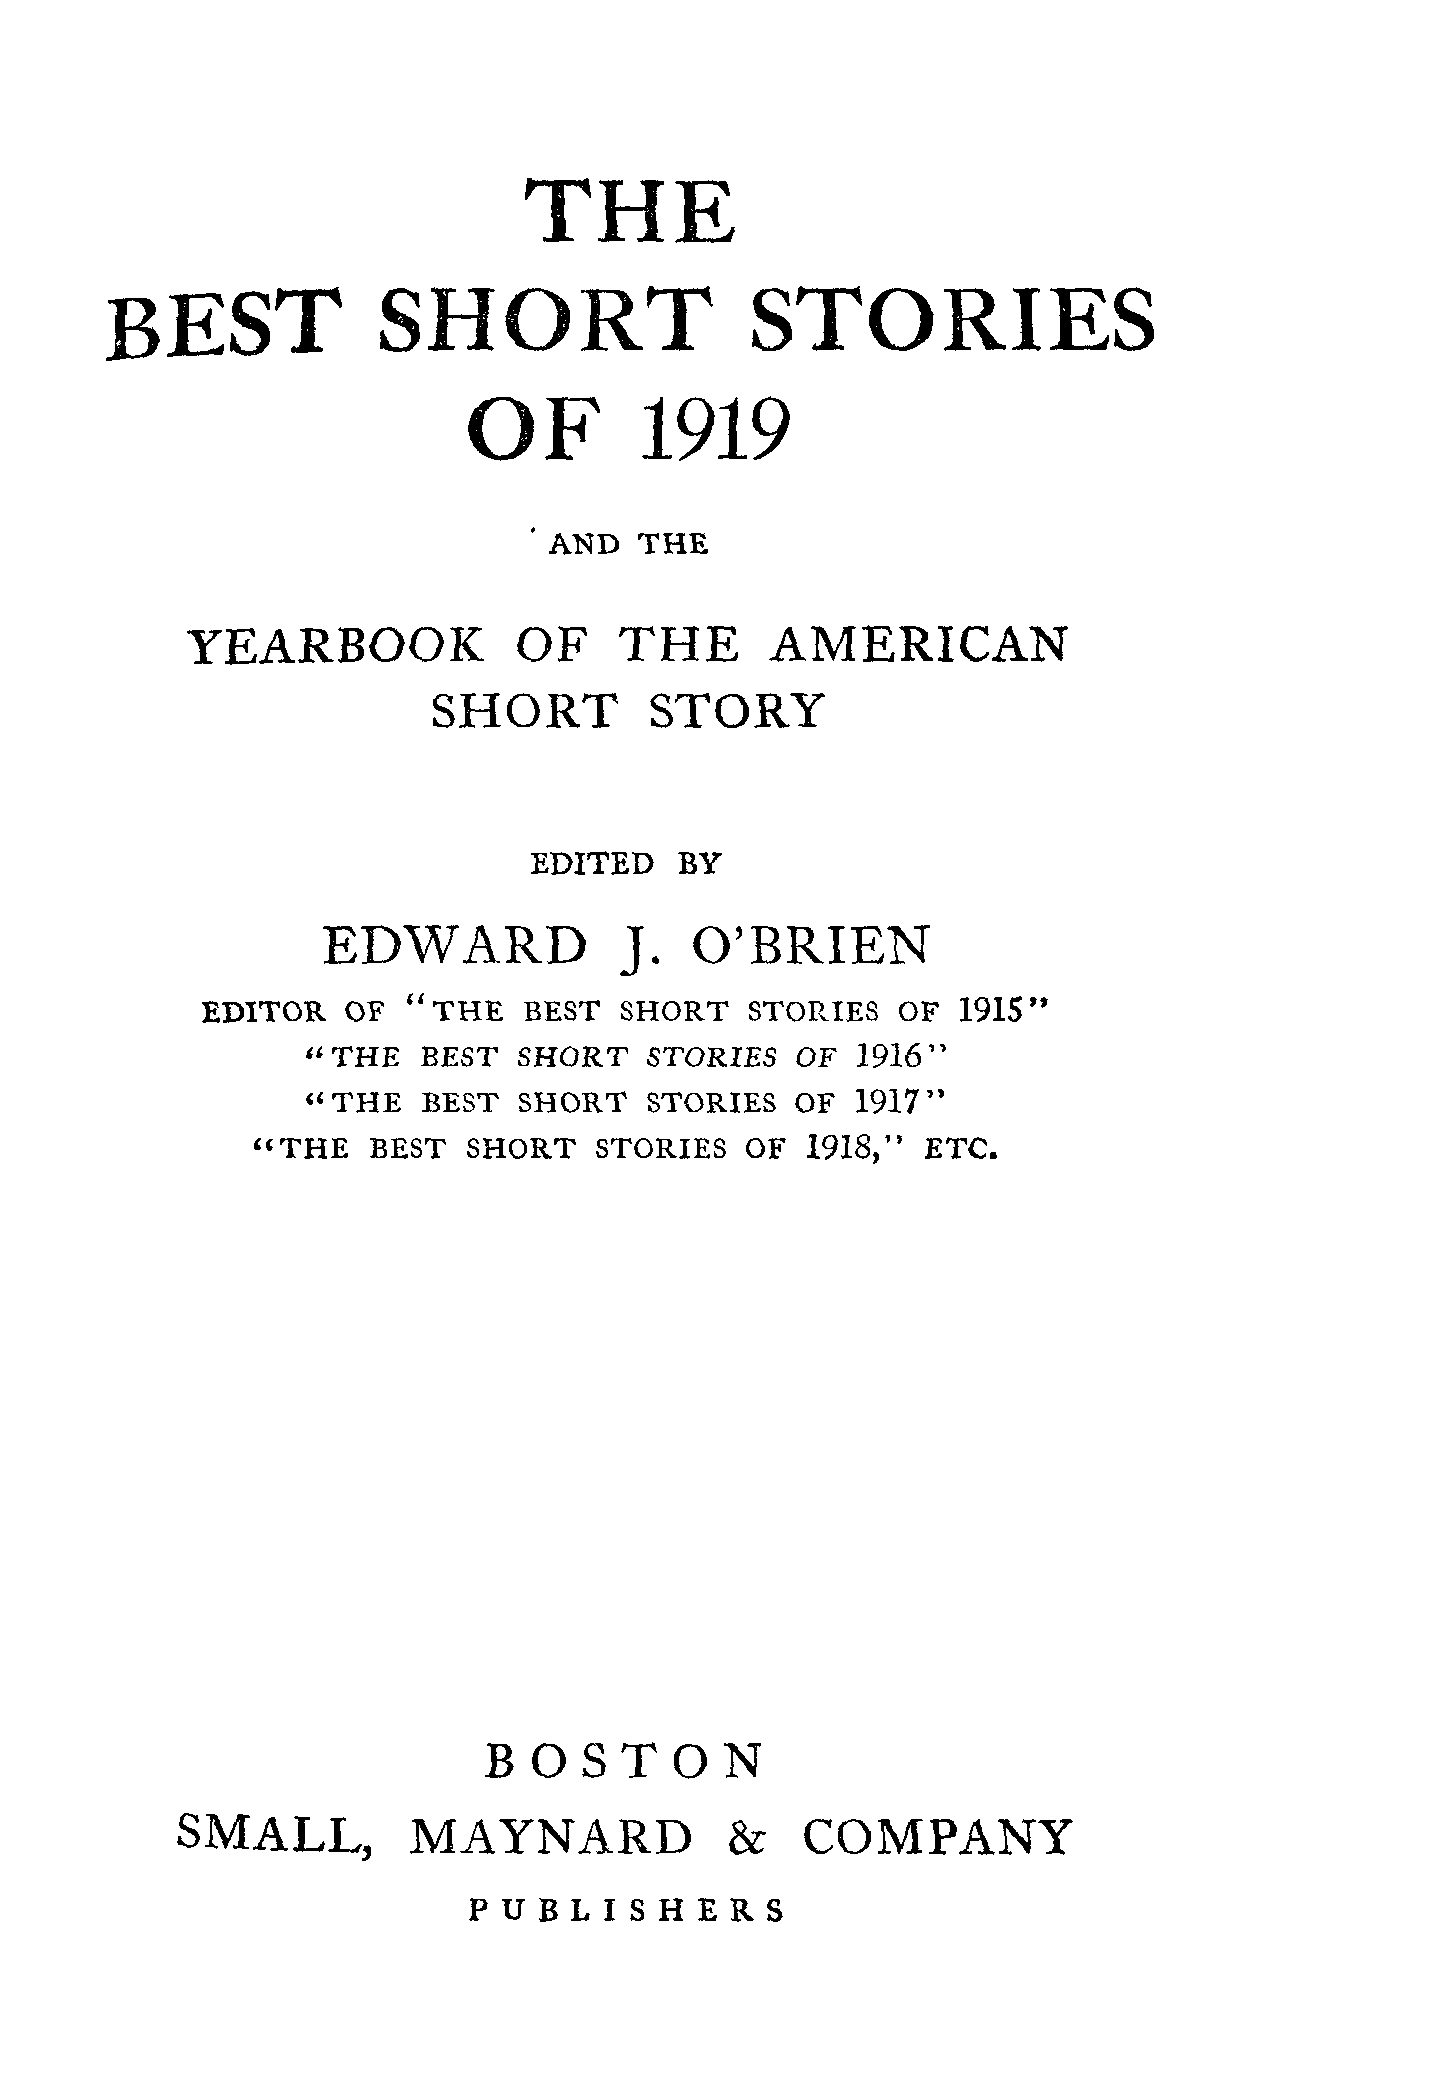 THE
BEST SHORT STORIES
OF 1919
AND THE
YEARBOOK OF THE AMERICAN
SHORT STORY
EDITED BY
EDWARD J. O'BRIEN
EDITOR OF "THE BEST SHORT STORIES OF 1915"
"THE BEST SHORT STORIES OF 1916"
"THE BEST SHORT STORIES OF 1917"
"THE BEST SHORT STORIES OF 1918," ETC.
BOSTON
SMALL, MAYNARD & COMPANY
PUBLISHERS